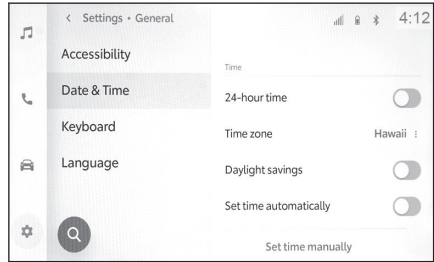 < Settings • General
4:12
Accessibility
Date & Time
Keyboard
Language
Time
24-hour time
Time zone
Hawaii
Daylight savings
Set time automatically
Set time manually